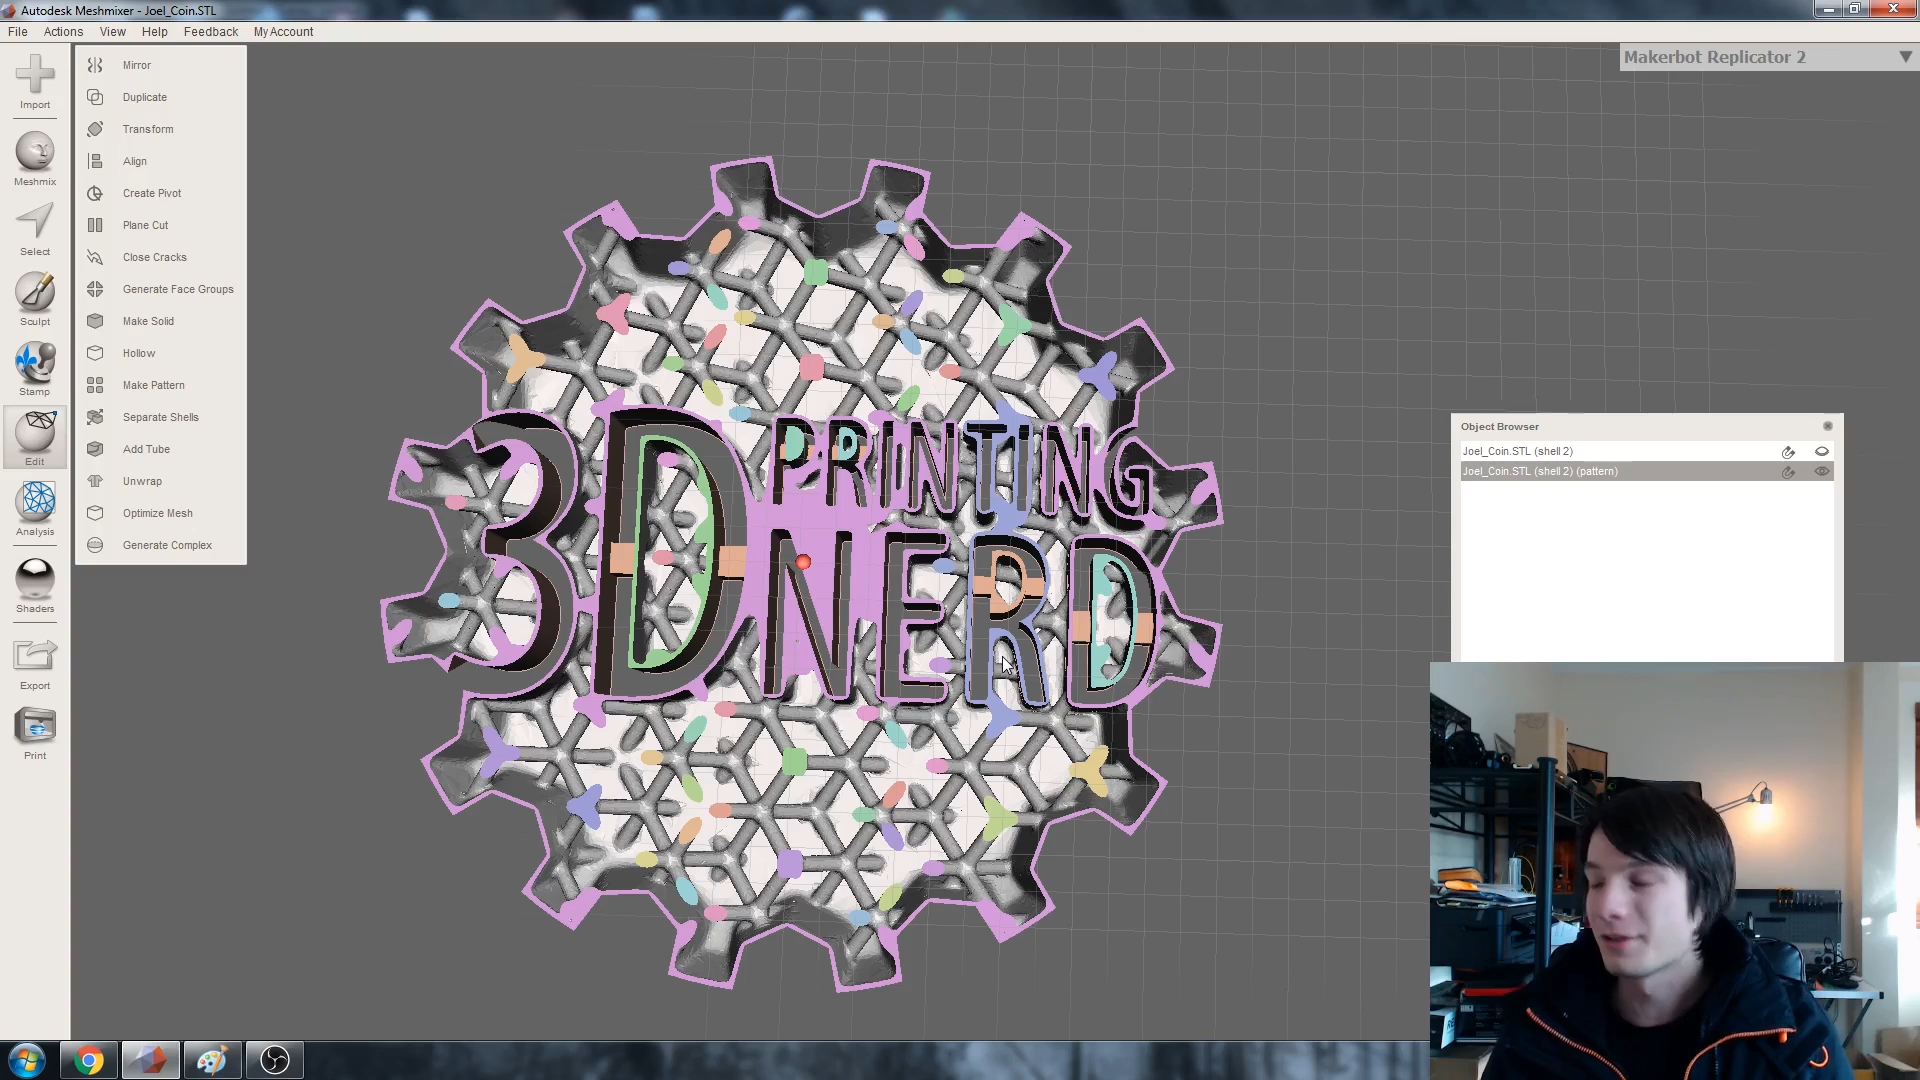 Autodesk Meshmixer - Joel_Coin.STL
File Actions View Help Feedback My Account
Import
Meshmix
Select
Sculpt
Stamp
Edit
Analysis
Shaders
Export
Print
Mirror
Duplicate
Transform
Align
Create Pivot
Plane Cut
Close Cracks
Generate Face Groups
Make Solid
Hollow
Make Pattern
Separate Shells
Add Tube
Unwrap
Optimize Mesh
Generate Complex
3D PRINTING
NERD
Makerbot Replicator 2
Object Browser
Joel_Coin.STL (shell 2)
Joel_Coin.STL (shell 2) (pattern)